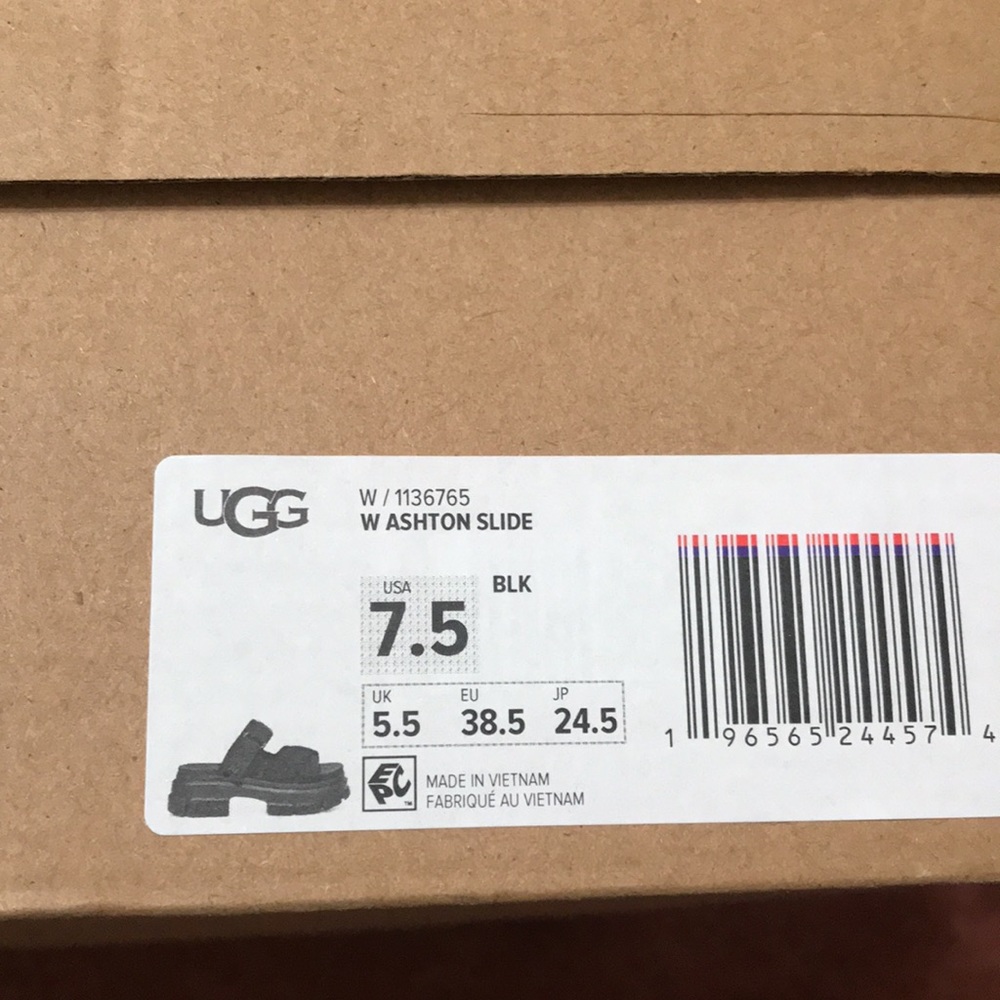 UGG
W / 1136765
W ASHTON SLIDE
USA
7.5
BLK
UK EU JP
5.5 38.5 24.5
EPC™
MADE IN VIETNAM
FABRIQUÉ AU VIETNAM
1 96565 24457 4